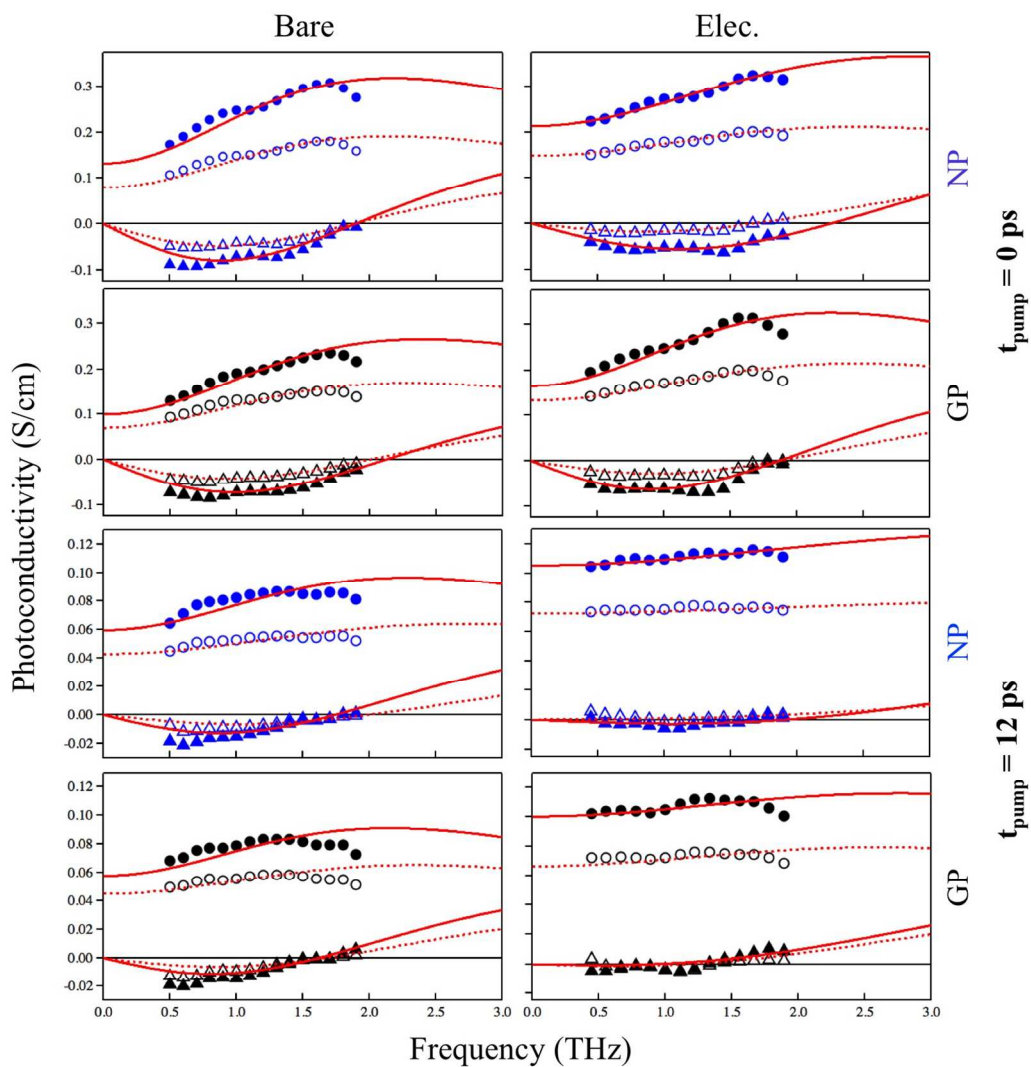 Bare
Elec.
0.3
0.2
0.1
0.0
-0.1
NP
0.3
0.2
0.1
0.0
-0.1
GP
t_pump = 0 ps
Photoconductivity (S/cm)
0.12
0.10
0.08
0.06
0.04
0.02
0.00
-0.02
NP
0.12
0.10
0.08
0.06
0.04
0.02
0.00
-0.02
GP
t_pump = 12 ps
0.0 0.5 1.0 1.5 2.0 2.5 3.0
0.0 0.5 1.0 1.5 2.0 2.5 3.0
Frequency (THz)